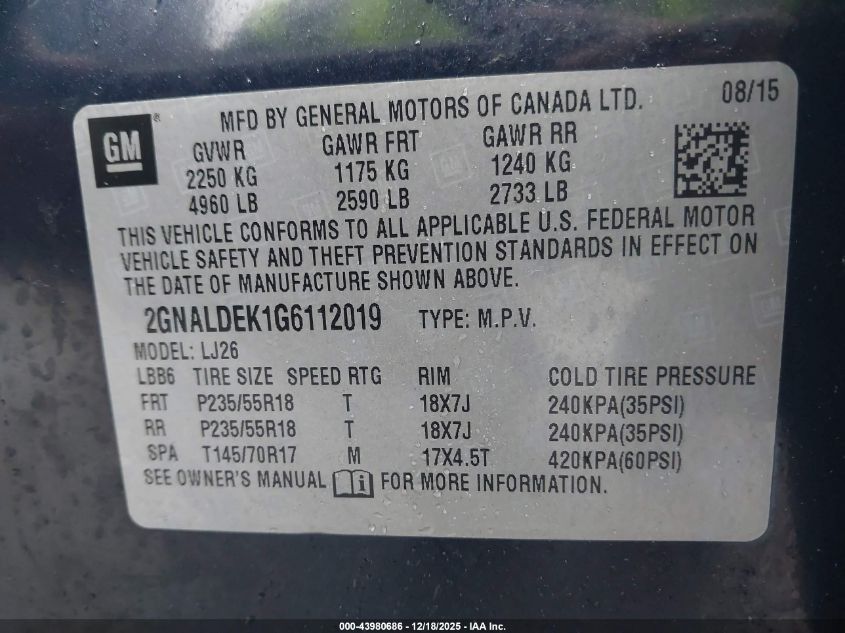 GM ®
MFD BY GENERAL MOTORS OF CANADA LTD. 08/15
GVWR GAWR FRT GAWR RR
2250 KG 1175 KG 1240 KG
4960 LB 2590 LB 2733 LB
THIS VEHICLE CONFORMS TO ALL APPLICABLE U.S. FEDERAL MOTOR
VEHICLE SAFETY AND THEFT PREVENTION STANDARDS IN EFFECT ON
THE DATE OF MANUFACTURE SHOWN ABOVE.
2GNALDEK1G6112019 TYPE: M.P.V.
MODEL: LJ26
LBB6 TIRE SIZE SPEED RTG RIM COLD TIRE PRESSURE
FRT P235/55R18 T 18X7J 240KPA(35PSI)
RR P235/55R18 T 18X7J 240KPA(35PSI)
SPA T145/70R17 M 17X4.5T 420KPA(60PSI)
SEE OWNER'S MANUAL FOR MORE INFORMATION.
000-43980686 - 12/18/2025 - IAA Inc.